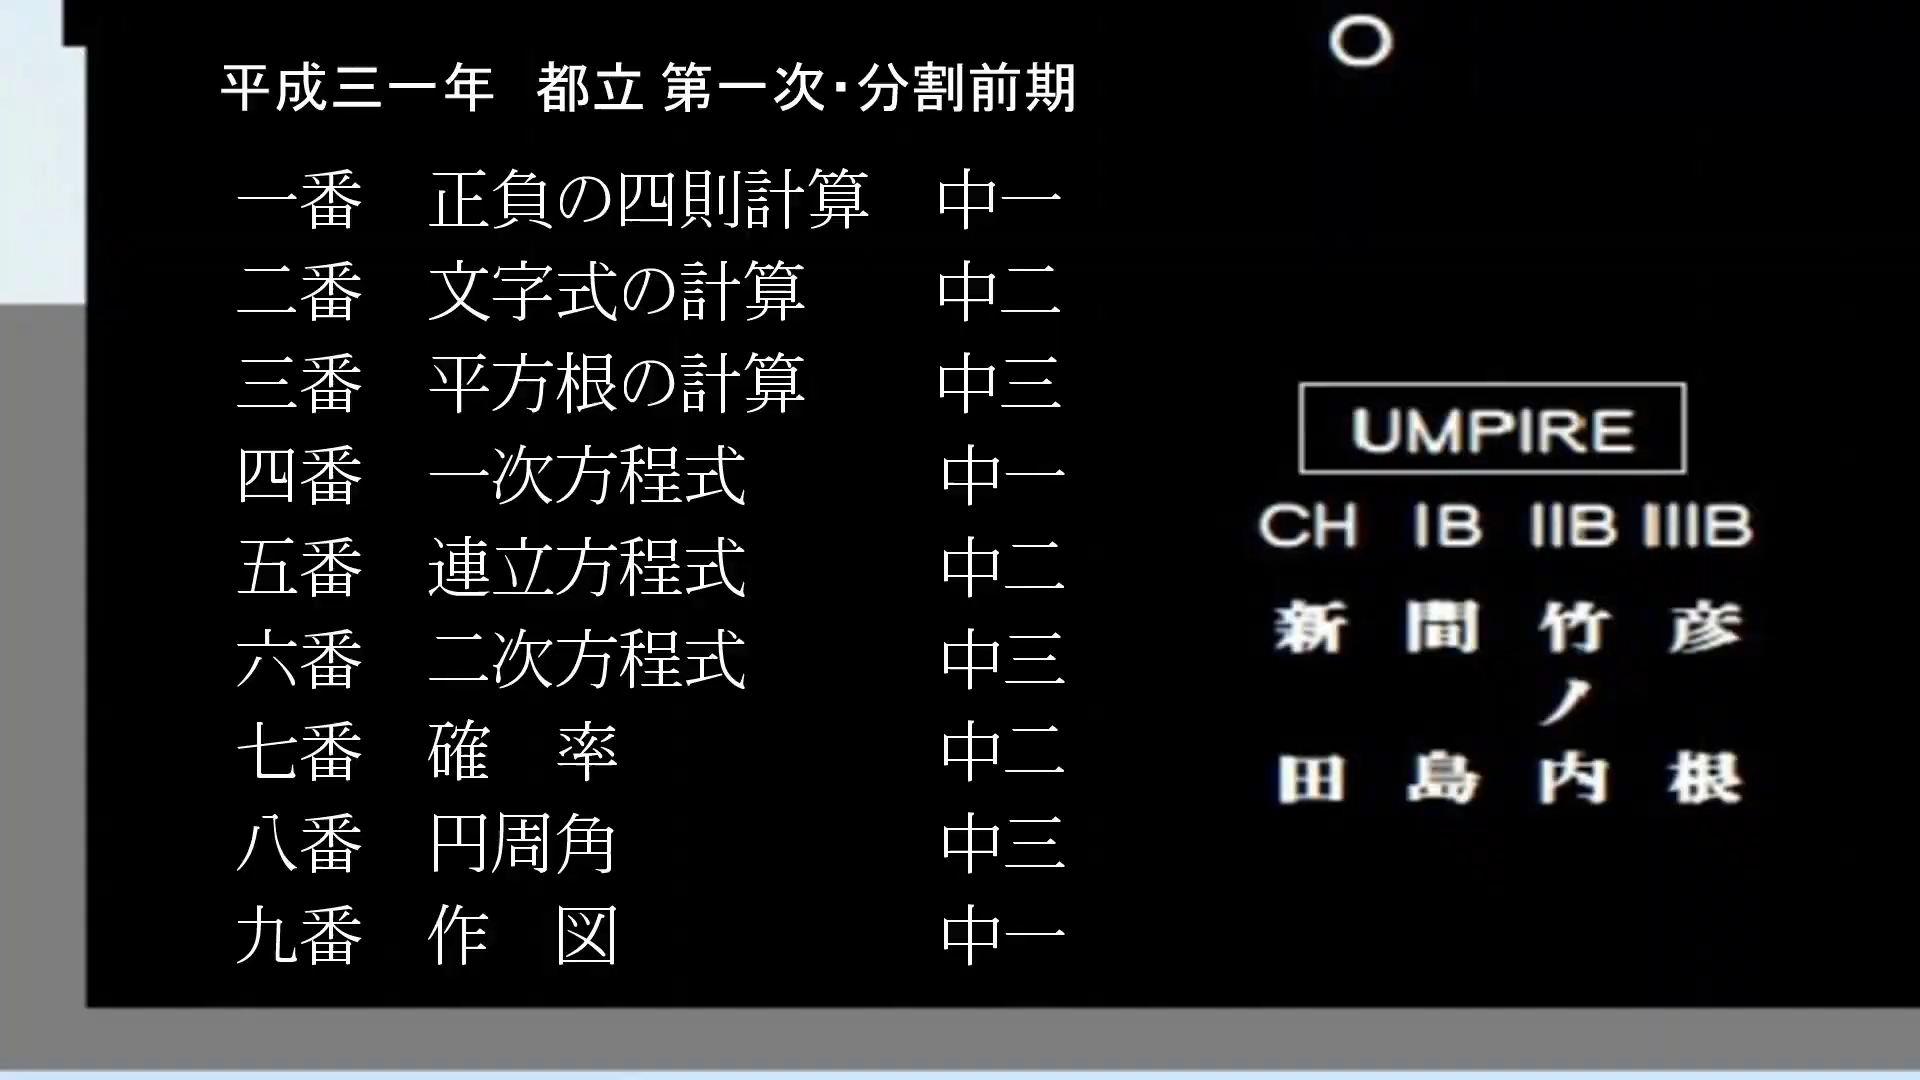 平成三一年 都立 第一次・分割前期
一番 正負の四則計算 中一
二番 文字式の計算 中二
三番 平方根の計算 中三
四番 一次方程式 中一
五番 連立方程式 中二
六番 二次方程式 中三
七番 確 率 中二
八番 円周角 中三
九番 作 図 中一
O
UMPIRE
CH IB IIB IIIB
新田 間島 竹ノ内 彦根